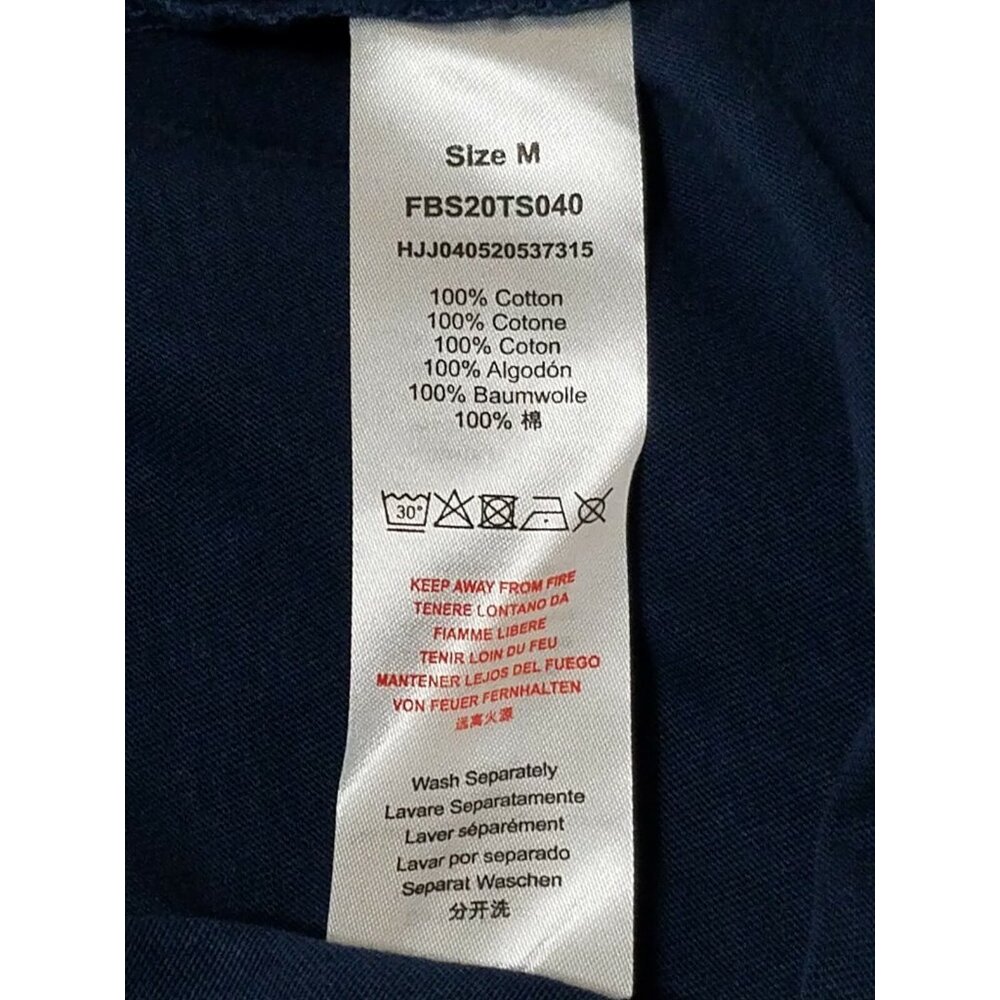 Size M
FBS20TS040
HJJ040520537315
100% Cotton
100% Cotone
100% Coton
100% Algodón
100% Baumwolle
100% 棉
30°
KEEP AWAY FROM FIRE
TENERE LONTANO DA
FIAMME LIBERE
TENIR LOIN DU FEU
MANTENER LEJOS DEL FUEGO
VON FEUER FERNHALTEN
远离火源
Wash Separately
Lavare Separatamente
Laver séparément
Lavar por separado
Separat Waschen
分开洗